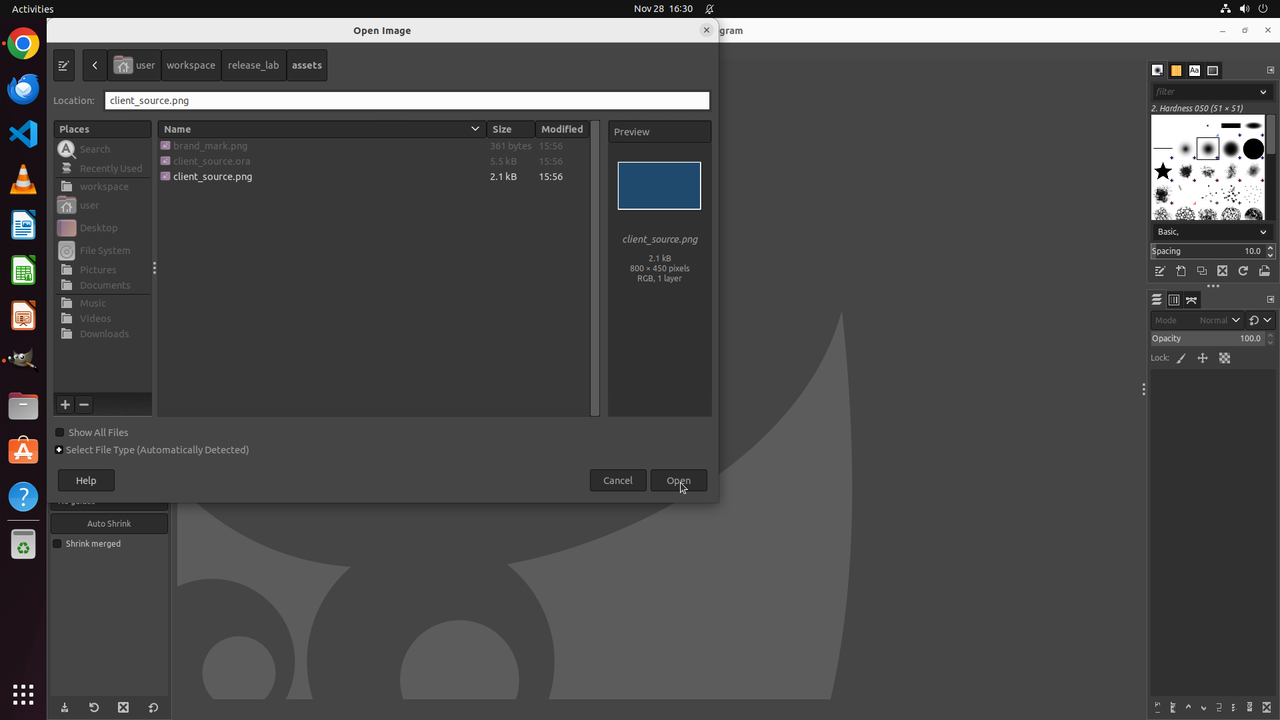 Activities
Nov 28 16:30
Open Image
gram
user
workspace
release_lab
assets
Location:
client_source.png
Places
Name
Size
Modified
Search
Recently Used
workspace
user
Desktop
File System
Pictures
Documents
Music
Videos
Downloads
brand_mark.png 361 bytes 15:56
client_source.ora 5.5 kB 15:56
client_source.png 2.1 kB 15:56
Preview
client_source.png
2.1 kB
800 × 450 pixels
RGB, 1 layer
Show All Files
Select File Type (Automatically Detected)
Help
Cancel
Open
Auto Shrink
Shrink merged
Aa
filter
2. Hardness 050 (51 × 51)
Basic,
Spacing 10.0
Mode Normal
Opacity 100.0
Lock: